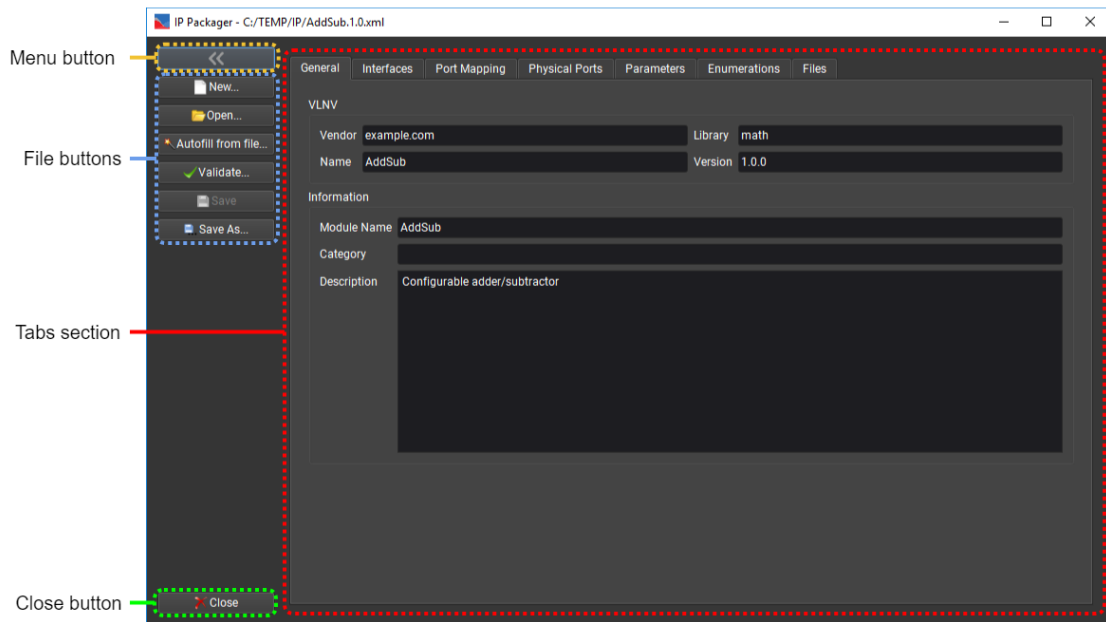 IP Packager - C:/TEMP/IP/AddSub.1.0.xml
Menu button
General Interfaces Port Mapping Physical Ports Parameters Enumerations Files
New...
Open...
Autofill from file...
Validate...
Save
Save As...
File buttons
VLNV
Vendor example.com Library math
Name AddSub Version 1.0.0
Information
Module Name AddSub
Category
Description Configurable adder/subtractor
Tabs section
Close button
Close